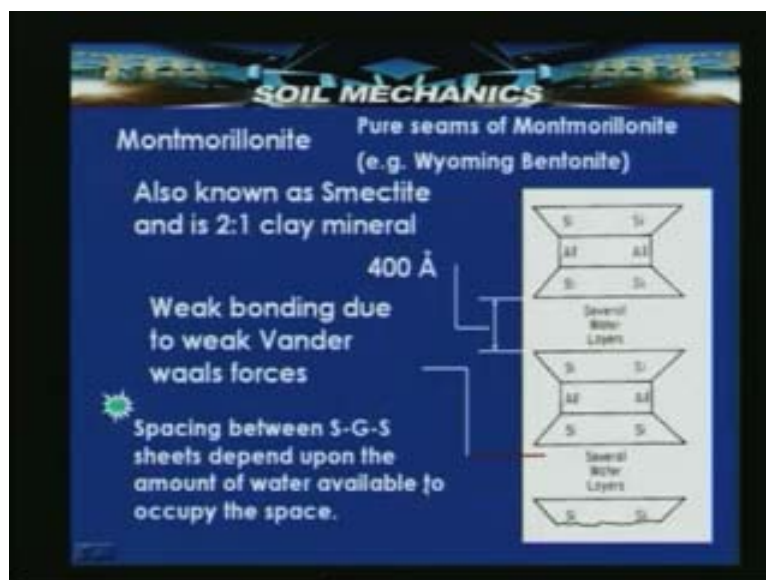 SOIL MECHANICS
Montmorillonite
Pure seams of Montmorillonite
(e.g. Wyoming Bentonite)
Also known as Smectite
and is 2:1 clay mineral
400 Å
Weak bonding due
to weak Vander
waals forces
Spacing between S-G-S
sheets depend upon the
amount of water available to
occupy the space.
Si Si
Al Al
Si Si
Several
Water
Layers
Si Si
Al Al
Si Si
Several
Water
Layers
Si Si